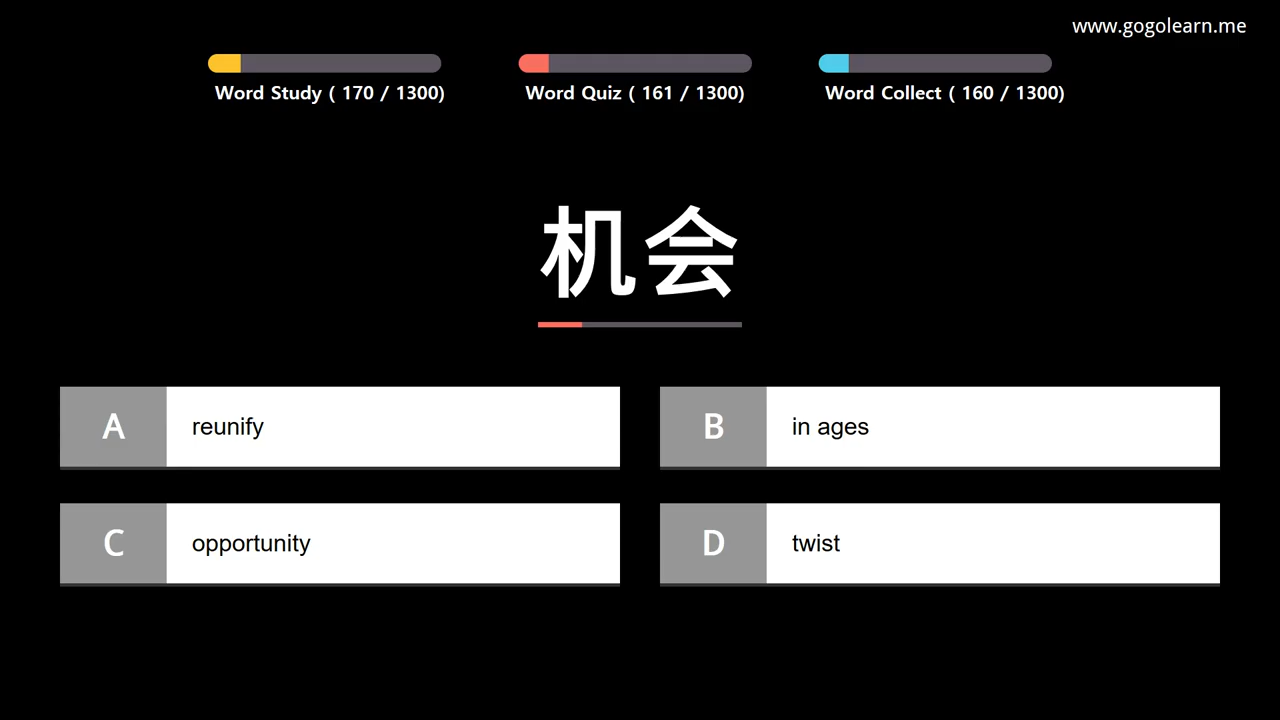 www.gogolearn.me
Word Study ( 170 / 1300)
Word Quiz ( 161 / 1300)
Word Collect ( 160 / 1300)
机会
A reunify
B in ages
C opportunity
D twist